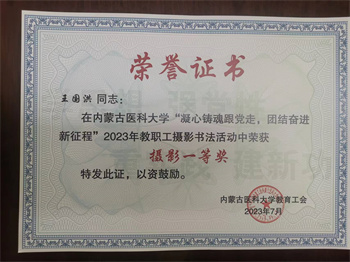 荣誉证书
王国洪 同志：
在内蒙古医科大学“凝心铸魂跟党走，团结奋进
新征程”2023年教职工摄影书法活动中荣获
摄影一等奖
特发此证，以资鼓励。
内蒙古医科大学教育工会
2023年7月